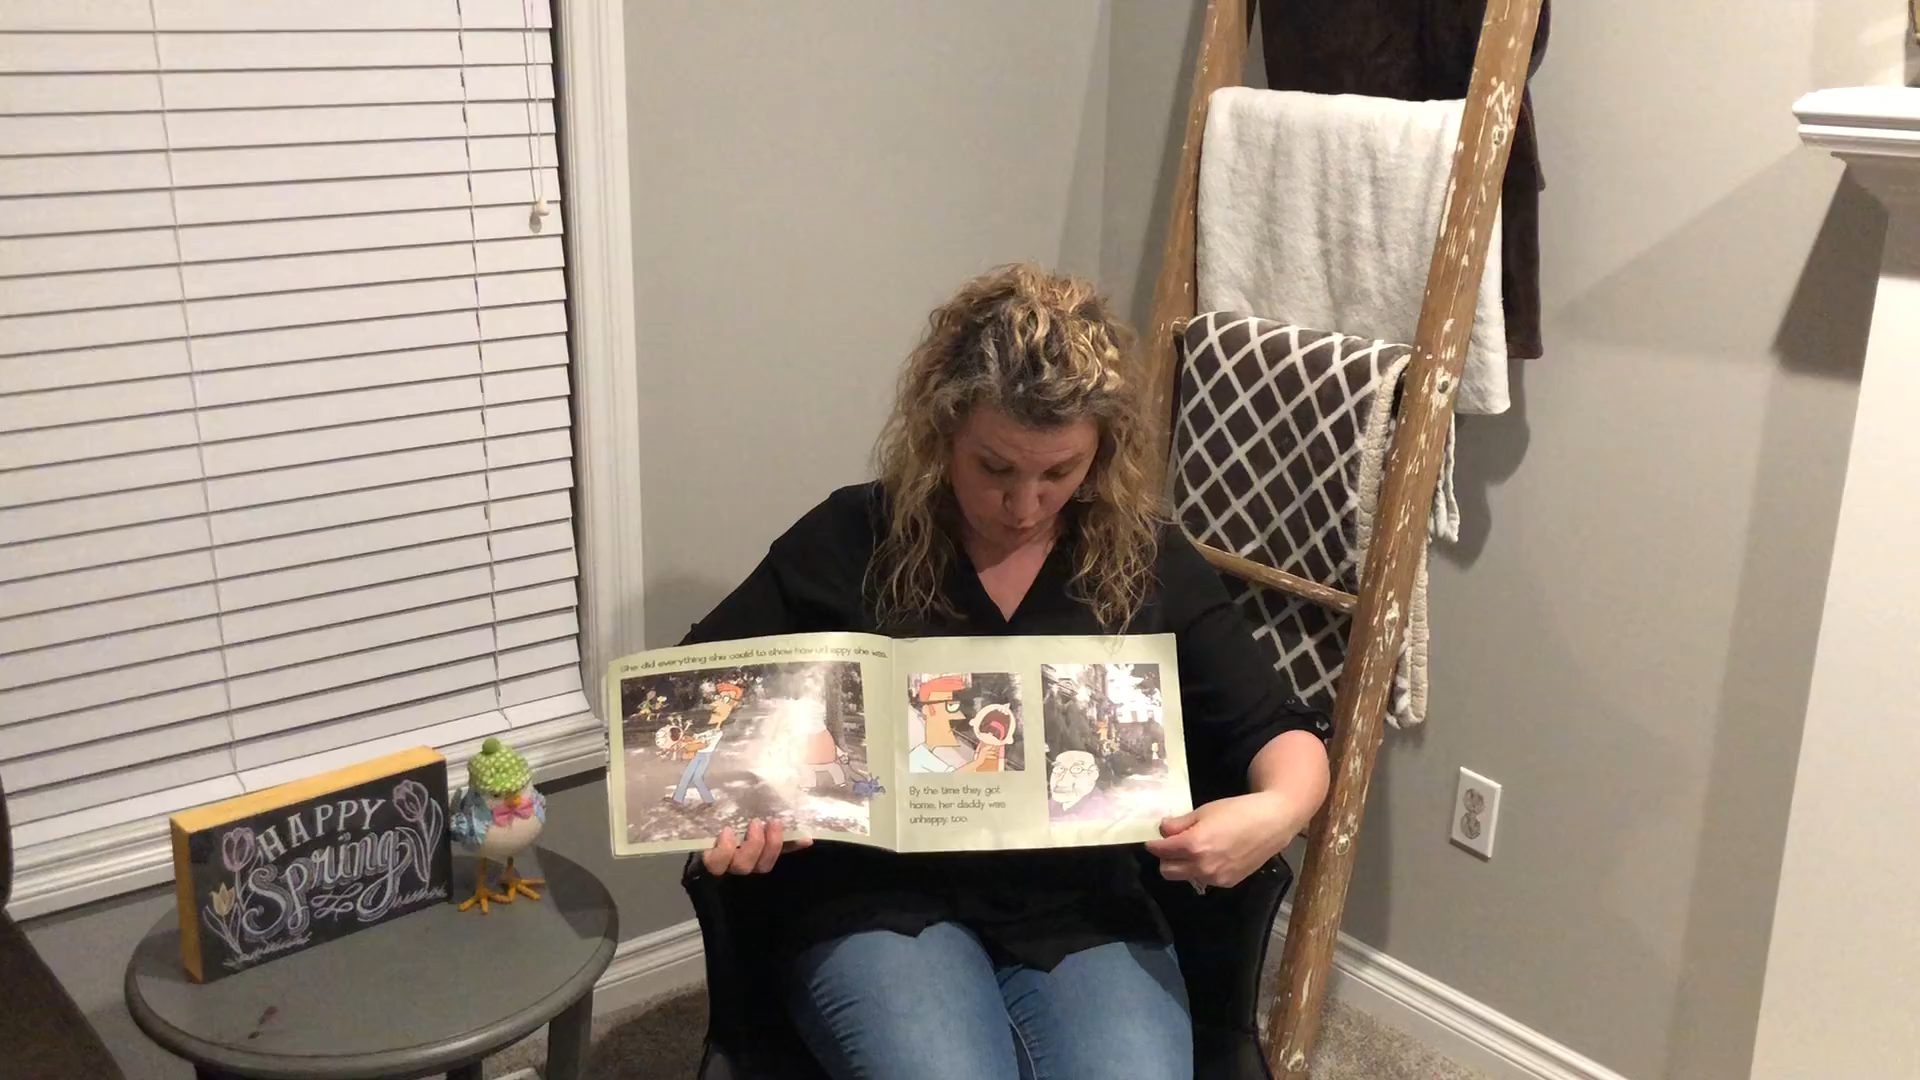 She did everything she could to show how unhappy she was.
By the time they got
home, her daddy was
unhappy, too.
HAPPY
Spring